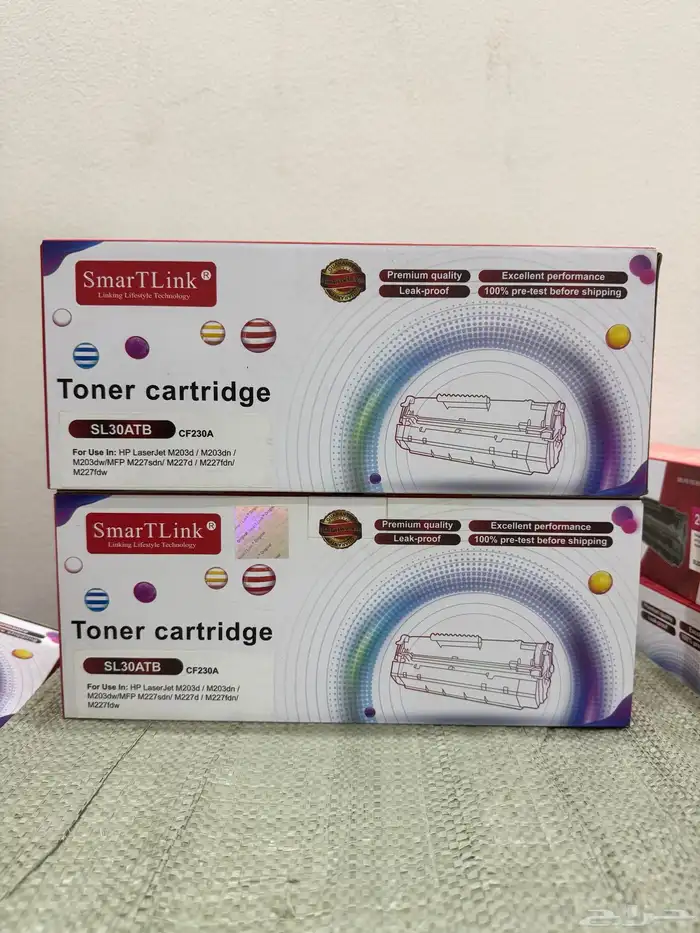 SmarTLink®
Linking Lifestyle Technology
Premium quality
Excellent performance
Leak-proof
100% pre-test before shipping
Toner cartridge
SL30ATB CF230A
For Use In: HP LaserJet M203d / M203dn /
M203dw/MFP M227sdn/ M227d / M227fdn/
M227fdw
SmarTLink®
Linking Lifestyle Technology
Premium quality
Excellent performance
Leak-proof
100% pre-test before shipping
Toner cartridge
SL30ATB CF230A
For Use In: HP LaserJet M203d / M203dn /
M203dw/MFP M227sdn/ M227d / M227fdn/
M227fdw
حراج